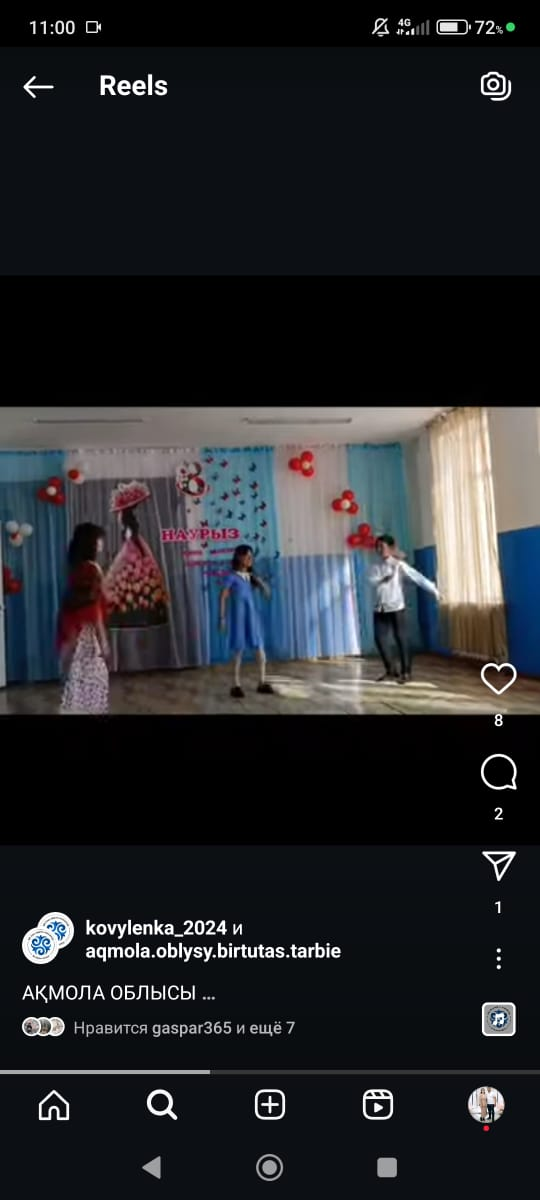 11:00
4G
72%
Reels
8
НАУРЫЗ
8
2
1
kovylenka_2024 и
aqmola.oblysy.birtutas.tarbie
АҚМОЛА ОБЛЫСЫ ...
Нравится gaspar365 и ещё 7